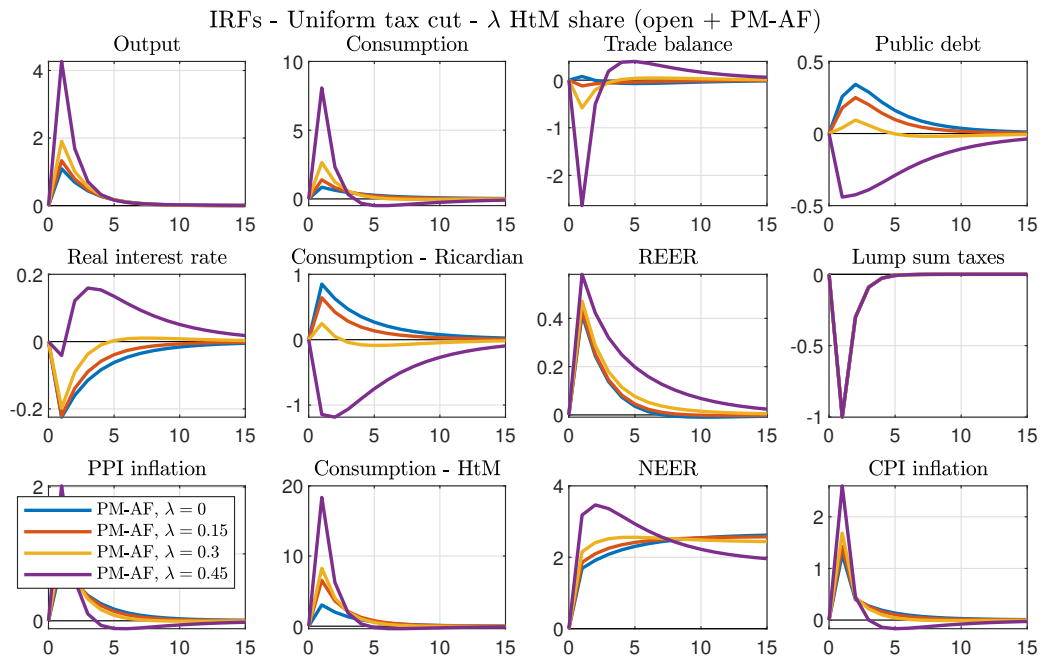 IRFs - Uniform tax cut - λ HtM share (open + PM-AF)
Output
Consumption
Trade balance
Public debt
4
2
0
0 5 10 15
10
5
0
0 5 10 15
0
-1
-2
0 5 10 15
0.5
0
-0.5
0 5 10 15
Real interest rate
Consumption - Ricardian
REER
Lump sum taxes
0.2
0
-0.2
0 5 10 15
1
0
-1
0 5 10 15
0.4
0.2
0
0 5 10 15
0
-0.5
-1
0 5 10 15
PPI inflation
Consumption - HtM
NEER
CPI inflation
2
0
0 5 10 15
PM-AF, λ = 0
PM-AF, λ = 0.15
PM-AF, λ = 0.3
PM-AF, λ = 0.45
20
10
0
0 5 10 15
4
2
0
0 5 10 15
2
1
0
0 5 10 15